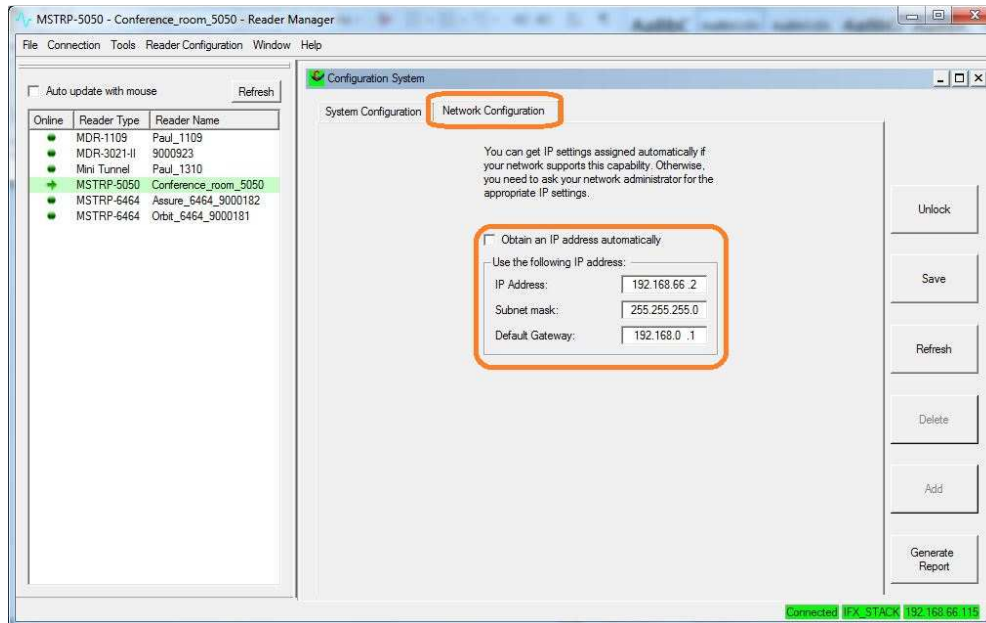 MSTRP-5050 - Conference_room_5050 - Reader Manager
File Connection Tools Reader Configuration Window Help
Auto update with mouse
Refresh
Online Reader Type Reader Name
MDR-1109 Paul_1109
MDR-3021-II 9000923
Mini Tunnel Paul_1310
MSTRP-5050 Conference_room_5050
MSTRP-6464 Assure_6464_9000182
MSTRP-6464 Orbit_6464_9000181
Configuration System
System Configuration Network Configuration
You can get IP settings assigned automatically if
your network supports this capability. Otherwise,
you need to ask your network administrator for the
appropriate IP settings.
Obtain an IP address automatically
Use the following IP address:
IP Address: 192.168.66 .2
Subnet mask: 255.255.255.0
Default Gateway: 192.168.0 .1
Unlock
Save
Refresh
Delete
Add
Generate
Report
Connected IFX_STACK 192.168.66.115